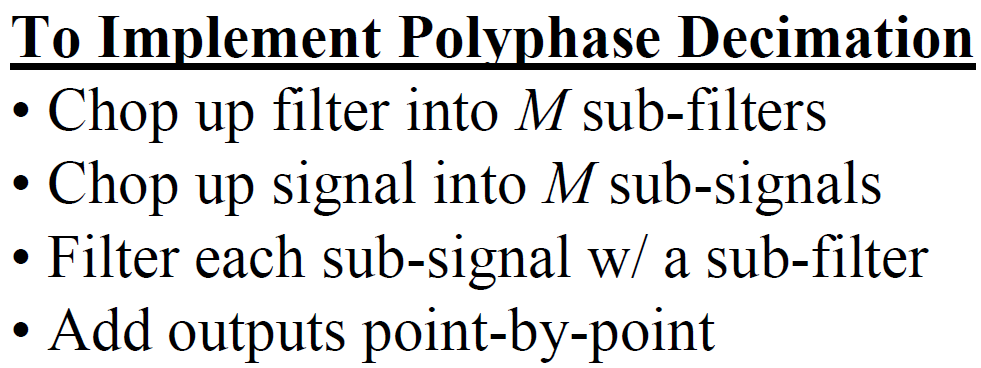 To Implement Polyphase Decimation
• Chop up filter into M sub-filters
• Chop up signal into M sub-signals
• Filter each sub-signal w/ a sub-filter
• Add outputs point-by-point